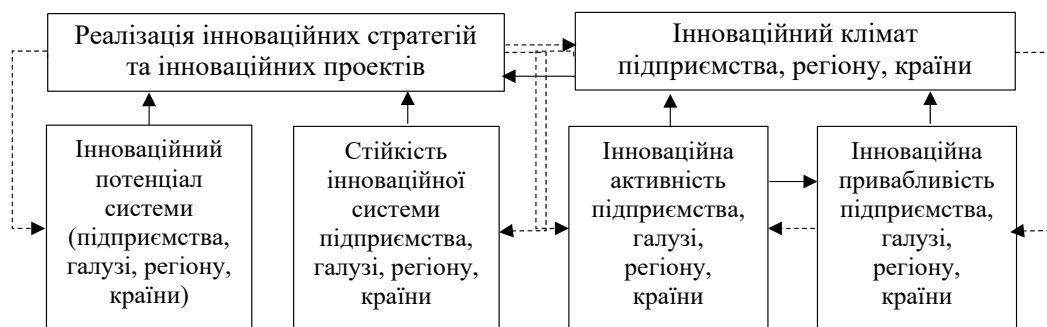 Реалізація інноваційних стратегій
та інноваційних проектів
Інноваційний клімат
підприємства, регіону, країни
Інноваційний
потенціал
системи
(підприємства,
галузі, регіону,
країни)
Стійкість
інноваційної
системи
підприємства,
галузі, регіону,
країни
Інноваційна
активність
підприємства,
галузі,
регіону,
країни
Інноваційна
привабливість
підприємства,
галузі,
регіону,
країни